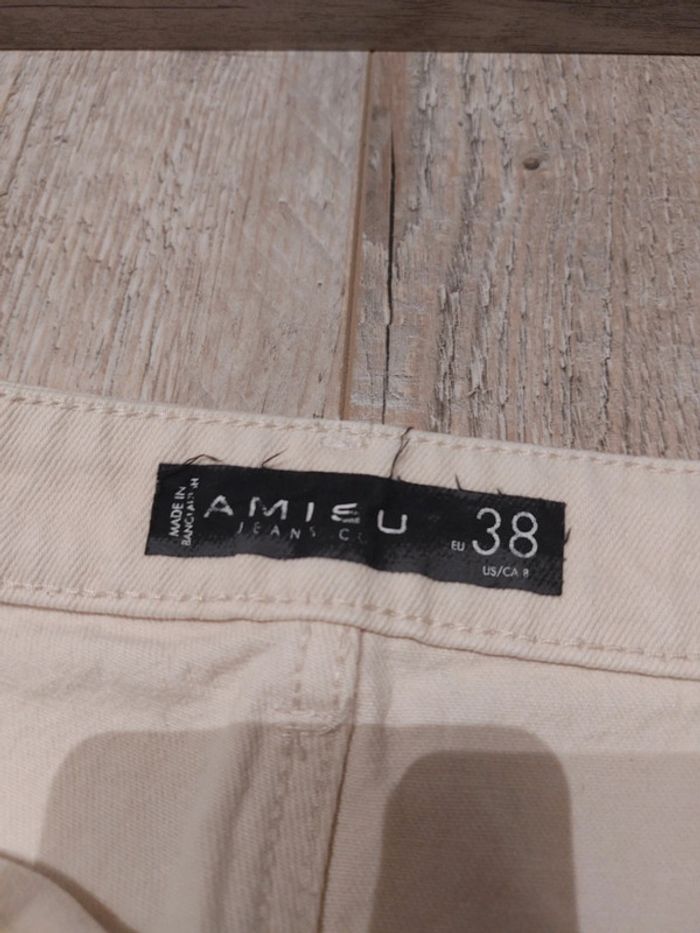 MADE IN
BANGLADESH
AMISU
JEANS CO
EU 38
US/CA 8